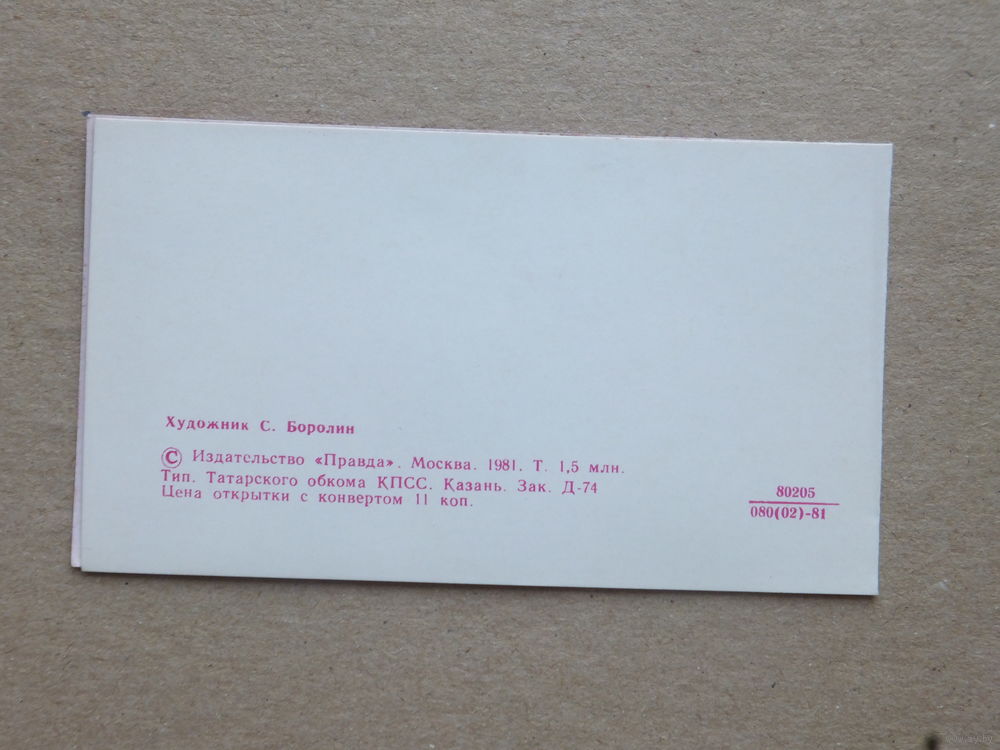 Художник С. Боролин
© Издательство «Правда». Москва. 1981. Т. 1,5 млн.
Тип. Татарского обкома КПСС. Казань. Зак. Д-74
Цена открытки с конвертом 11 коп.
80205
080(02)-81